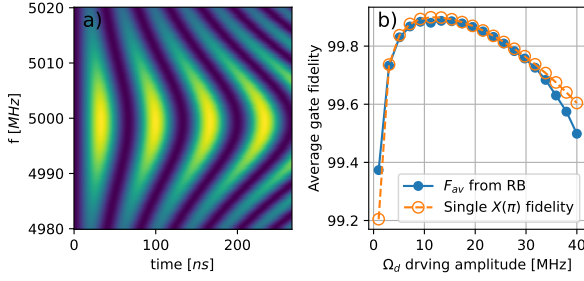 a)
5020
5010
5000
4990
4980
f [MHz]
0
100
200
time [ns]
b)
99.8
99.6
99.4
99.2
Average gate fidelity
F_av from RB
Single X(π) fidelity
0
10
20
30
40
Ω_d drving amplitude [MHz]